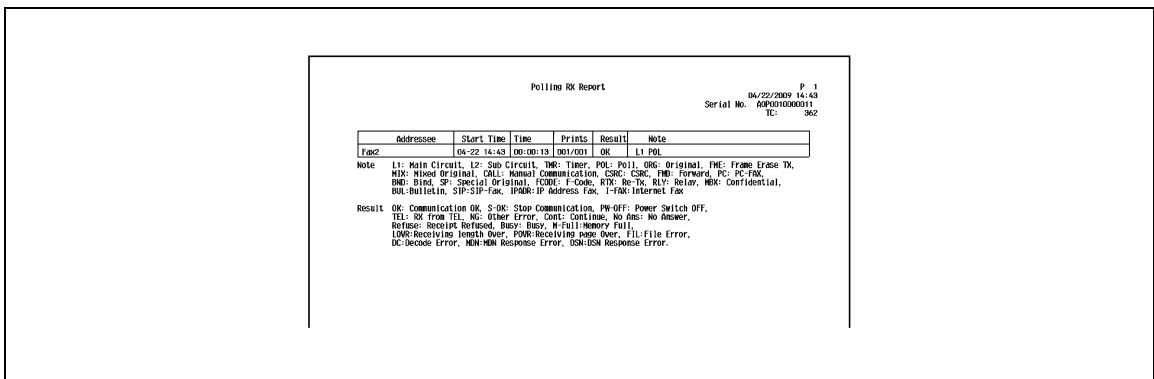 Polling RX Report
P 1
04/22/2009 14:43
Serial No. A0P0010000011
TC: 362
Addressee Start Time Time Prints Result Note
Fax2 04-22 14:43 00:00:13 001/001 OK L1 POL
Note L1: Main Circuit, L2: Sub Circuit, TMR: Timer, POL: Poll, ORG: Original, FME: Frame Erase TX,
MIX: Mixed Original, CALL: Manual Communication, CSRC: CSRC, FWD: Forward, PC: PC-FAX,
BND: Bind, SP: Special Original, FCODE: F-Code, RTX: Re-Tx, RLY: Relay, MBX: Confidential,
BUL:Bulletin, SIP:SIP-Fax, IPADR:IP Address Fax, I-FAX:Internet Fax
Result OK: Communication OK, S-OK: Stop Communication, PW-OFF: Power Switch OFF,
TEL: RX from TEL, NG: Other Error, Cont: Continue, No Ans: No Answer,
Refuse: Receipt Refused, Busy: Busy, M-Full:Memory Full,
LOVR:Receiving length Over, POVR:Receiving page Over, FIL:File Error,
DC:Decode Error, MDN:MDN Response Error, DSN:DSN Response Error.